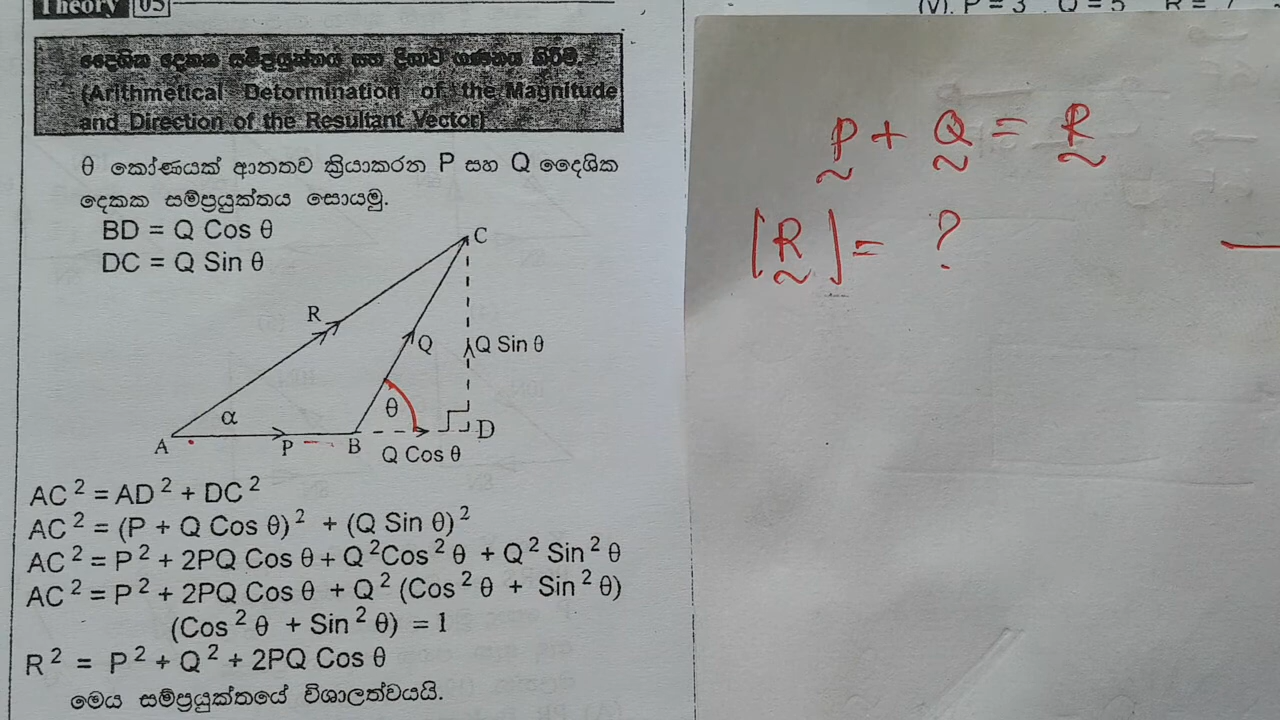 Theory 05
දෛශික දෙකක සම්ප්‍රයුක්තය සහ දිශාව ගණනය කිරීම.
(Arithmetical Detormination of the Magnitude
and Direction of the Resultant Vector)
θ කෝණයක් ආනතව ක්‍රියාකරන P සහ Q දෛශික
දෙකක සම්ප්‍රයුක්තය සොයමු.
BD = Q Cos θ
DC = Q Sin θ
C
R
Q
Q Sin θ
α
θ
A
P
B
D
Q Cos θ
AC² = AD² + DC²
AC² = (P + Q Cos θ)² + (Q Sin θ)²
AC² = P² + 2PQ Cos θ + Q²Cos²θ + Q² Sin²θ
AC² = P² + 2PQ Cos θ + Q² (Cos²θ + Sin²θ)
(Cos²θ + Sin²θ) = 1
R² = P² + Q² + 2PQ Cos θ
මෙය සම්ප්‍රයුක්තයේ විශාලත්වයයි.
(v). P = 3 Q = 5 R = 7
P + Q = R
[R] = ?